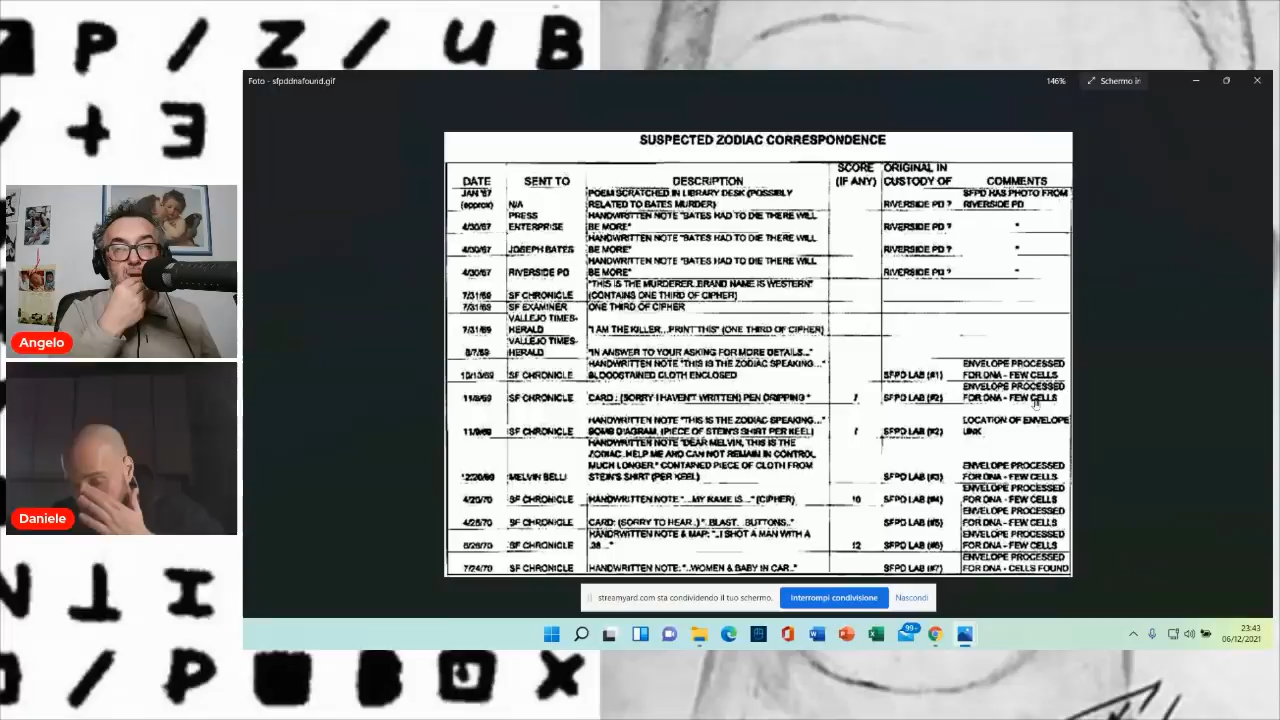 P / Z / U B
+ Ǝ
Foto - sfpddnafound.gif
146%
Schermo in
SUSPECTED ZODIAC CORRESPONDENCE
DATE SENT TO DESCRIPTION SCORE (IF ANY) ORIGINAL IN CUSTODY OF COMMENTS
JAN '67 (approx) N/A POEM SCRATCHED IN LIBRARY DESK (POSSIBLY RELATED TO BATES MURDER) RIVERSIDE PD ? SFPD HAS PHOTO FROM RIVERSIDE PD
4/30/67 PRESS ENTERPRISE HANDWRITTEN NOTE "BATES HAD TO DIE THERE WILL BE MORE" RIVERSIDE PD ? "
4/30/67 JOSEPH BATES HANDWRITTEN NOTE "BATES HAD TO DIE THERE WILL BE MORE" RIVERSIDE PD ? "
4/30/67 RIVERSIDE PD HANDWRITTEN NOTE "BATES HAD TO DIE THERE WILL BE MORE" RIVERSIDE PD ? "
7/31/69 SF CHRONICLE "THIS IS THE MURDERER..BRAND NAME IS WESTERN" (CONTAINS ONE THIRD OF CIPHER)
7/31/69 SF EXAMINER ONE THIRD OF CIPHER
7/31/69 VALLEJO TIMES-HERALD "I AM THE KILLER...PRINT THIS" (ONE THIRD OF CIPHER)
8/7/69 VALLEJO TIMES-HERALD "IN ANSWER TO YOUR ASKING FOR MORE DETAILS..."
10/13/69 SF CHRONICLE HANDWRITTEN NOTE "THIS IS THE ZODIAC SPEAKING..." BLOODSTAINED CLOTH ENCLOSED SFPD LAB (#1) ENVELOPE PROCESSED FOR DNA - FEW CELLS
11/8/69 SF CHRONICLE CARD : (SORRY I HAVEN'T WRITTEN) PEN DRIPPING " SFPD LAB (#2) ENVELOPE PROCESSED FOR DNA - FEW CELLS
11/9/69 SF CHRONICLE HANDWRITTEN NOTE "THIS IS THE ZODIAC SPEAKING..." BOMB DIAGRAM. (PIECE OF STEIN'S SHIRT PER KEEL) SFPD LAB (#2) LOCATION OF ENVELOPE UNK
12/20/69 MELVIN BELLI HANDWRITTEN NOTE "DEAR MELVIN, THIS IS THE ZODIAC..HELP ME AND CAN NOT REMAIN IN CONTROL MUCH LONGER." CONTAINED PIECE OF CLOTH FROM STEIN'S SHIRT (PER KEEL) SFPD LAB (#3) ENVELOPE PROCESSED FOR DNA - FEW CELLS
4/20/70 SF CHRONICLE HANDWRITTEN NOTE "...MY NAME IS...." (CIPHER) 10 SFPD LAB (#4) ENVELOPE PROCESSED FOR DNA - FEW CELLS
4/28/70 SF CHRONICLE CARD: (SORRY TO HEAR..) "..BLAST...BUTTONS.." SFPD LAB (#5) ENVELOPE PROCESSED FOR DNA - FEW CELLS
6/26/70 SF CHRONICLE HANDWRITTEN NOTE & MAP: "...I SHOT A MAN WITH A .38...." 12 SFPD LAB (#6) ENVELOPE PROCESSED FOR DNA - FEW CELLS
7/24/70 SF CHRONICLE HANDWRITTEN NOTE: "..WOMEN & BABY IN CAR..." SFPD LAB (#7) ENVELOPE PROCESSED FOR DNA - CELLS FOUND
Angelo
Daniele
streamyard.com sta condividendo il tuo schermo.
Interrompi condivisione
Nascondi
99+
23:43
06/12/2021
N ⊥ I
/ P B X